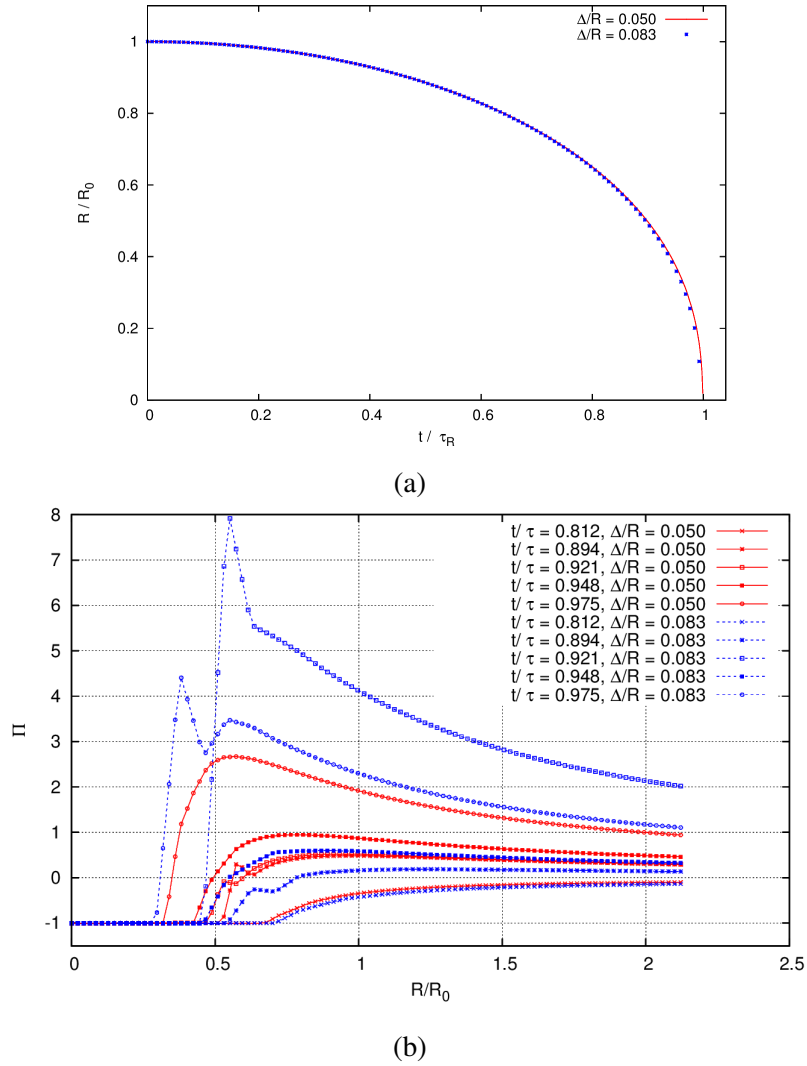 Δ/R = 0.050
Δ/R = 0.083
1
0.8
0.6
0.4
0.2
0
R / R0
0 0.2 0.4 0.6 0.8 1
t / τR
(a)
8
7
6
5
4
3
2
1
0
-1
Π
t/ τ = 0.812, Δ/R = 0.050
t/ τ = 0.894, Δ/R = 0.050
t/ τ = 0.921, Δ/R = 0.050
t/ τ = 0.948, Δ/R = 0.050
t/ τ = 0.975, Δ/R = 0.050
t/ τ = 0.812, Δ/R = 0.083
t/ τ = 0.894, Δ/R = 0.083
t/ τ = 0.921, Δ/R = 0.083
t/ τ = 0.948, Δ/R = 0.083
t/ τ = 0.975, Δ/R = 0.083
0 0.5 1 1.5 2 2.5
R/R0
(b)